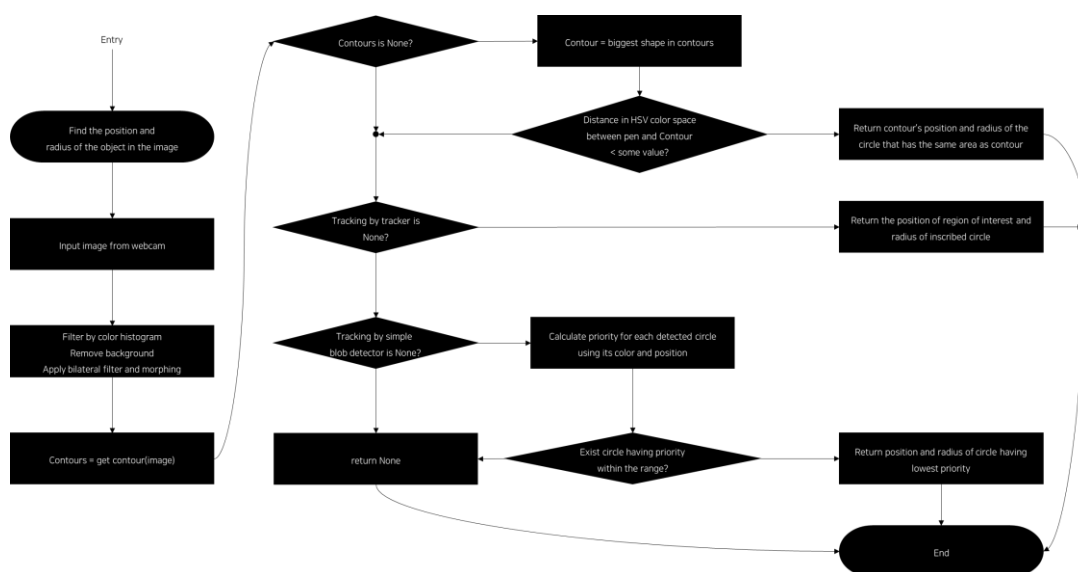 Entry
Find the position and
radius of the object in the image
Input image from webcam
Filter by color histogram
Remove background
Apply bilateral filter and morphing
Contours = get contour(image)
Contours is None?
Contour = biggest shape in contours
Distance in HSV color space
between pen and Contour
< some value?
Return contour's position and radius of the
circle that has the same area as contour
Tracking by tracker is
None?
Return the position of region of interest and
radius of inscribed circle
Tracking by simple
blob detector is None?
Calculate priority for each detected circle
using its color and position
return None
Exist circle having priority
within the range?
Return position and radius of circle having
lowest priority
End